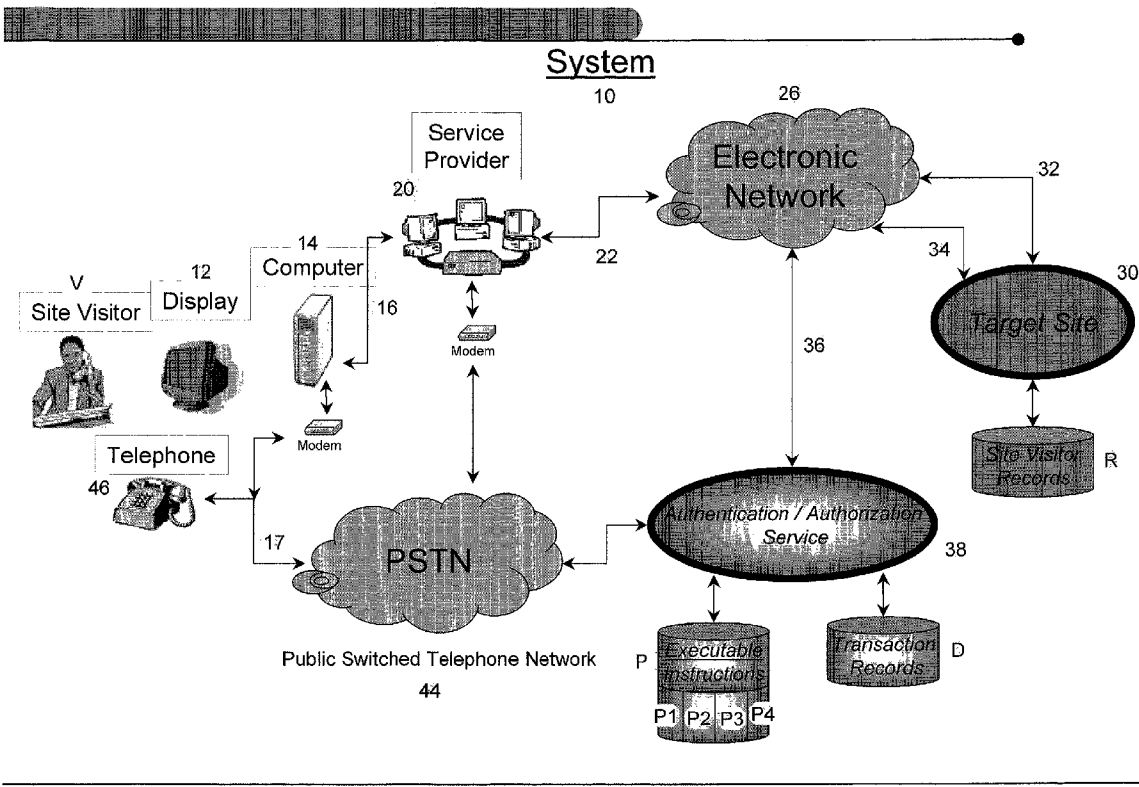 System
10
26
Service
Provider
Electronic
Network
20
32
14
Computer
22
34
V
12
30
Site Visitor
Display
16
Target Site
Modem
36
Telephone
Modem
Site Visitor
Records
R
46
Authentication / Authorization
Service
17
PSTN
38
Public Switched Telephone Network
44
P
Executable
Instructions
Transaction
Records
D
P1
P2
P3
P4